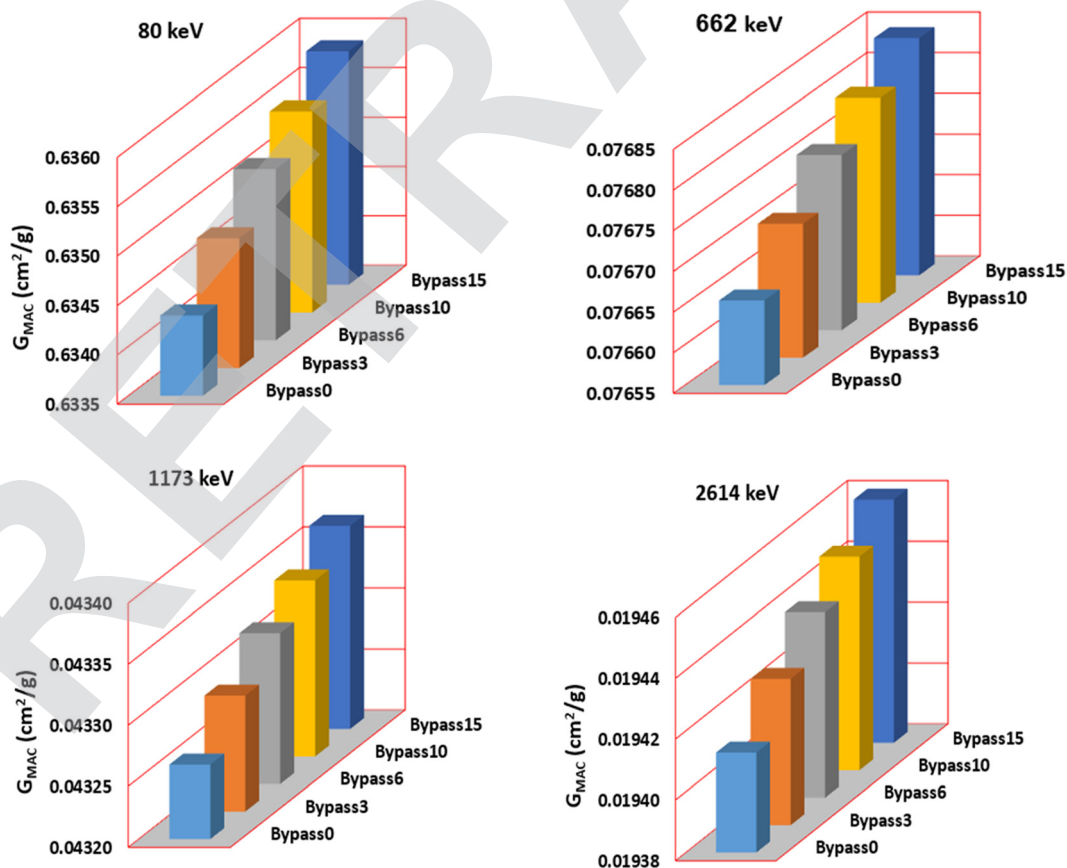 80 keV
G_MAC (cm²/g)
0.6360
0.6355
0.6350
0.6345
0.6340
0.6335
Bypass15
Bypass10
Bypass6
Bypass3
Bypass0
662 keV
0.07685
0.07680
0.07675
0.07670
0.07665
0.07660
0.07655
Bypass15
Bypass10
Bypass6
Bypass3
Bypass0
1173 keV
G_MAC (cm²/g)
0.04340
0.04335
0.04330
0.04325
0.04320
Bypass15
Bypass10
Bypass6
Bypass3
Bypass0
2614 keV
G_MAC (cm²/g)
0.01946
0.01944
0.01942
0.01940
0.01938
Bypass15
Bypass10
Bypass6
Bypass3
Bypass0